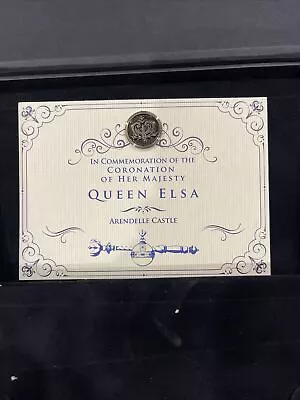 In Commemoration of the
Coronation
of Her Majesty
Queen Elsa
Arendelle Castle